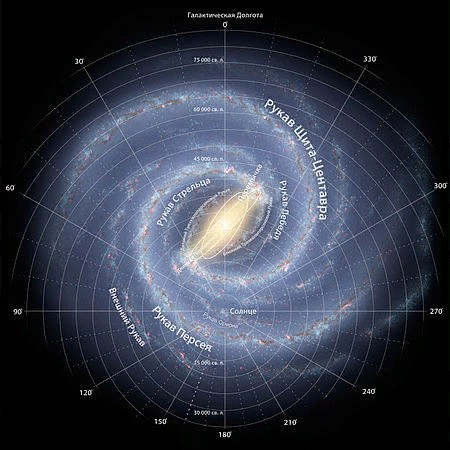 Галактическая Долгота
0°
30°
330°
75 000 св. л.
60 000 св. л.
Рукав Щита-Центавра
45 000 св. л.
60°
300°
Рукав Стрельца
Рукав Лебедя
90°
270°
Солнце
Рукав Ориона
Внешний Рукав
Рукав Персея
15 000 св. л.
120°
240°
30 000 св. л.
150°
210°
180°